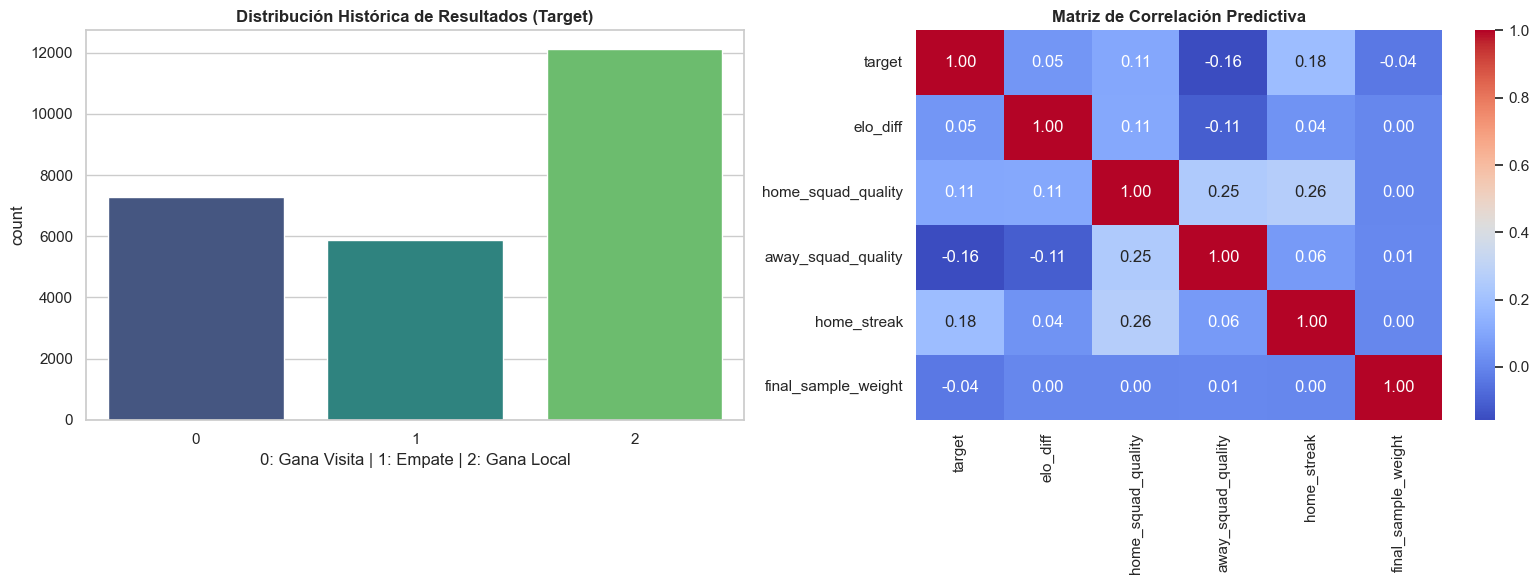 Distribución Histórica de Resultados (Target)
12000
10000
8000
6000
4000
2000
0
count
0 1 2
0: Gana Visita | 1: Empate | 2: Gana Local
Matriz de Correlación Predictiva
target 1.00 0.05 0.11 -0.16 0.18 -0.04
elo_diff 0.05 1.00 0.11 -0.11 0.04 0.00
home_squad_quality 0.11 0.11 1.00 0.25 0.26 0.00
away_squad_quality -0.16 -0.11 0.25 1.00 0.06 0.01
home_streak 0.18 0.04 0.26 0.06 1.00 0.00
final_sample_weight -0.04 0.00 0.00 0.01 0.00 1.00
target
elo_diff
home_squad_quality
away_squad_quality
home_streak
final_sample_weight
1.0
0.8
0.6
0.4
0.2
0.0